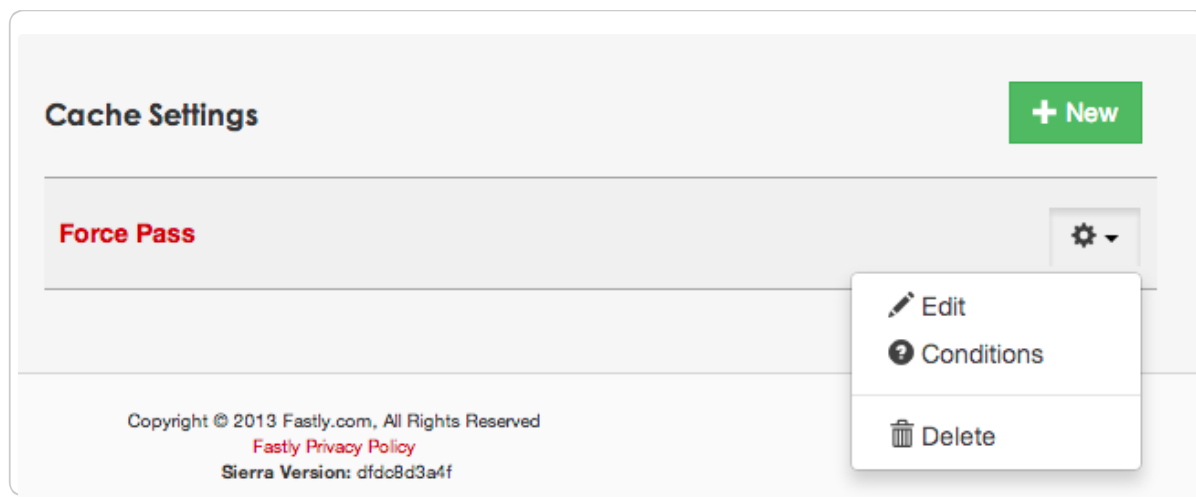 Cache Settings
New
Force Pass
Edit
Conditions
Delete
Copyright © 2013 Fastly.com, All Rights Reserved
Fastly Privacy Policy
Sierra Version: dfdc8d3a4f